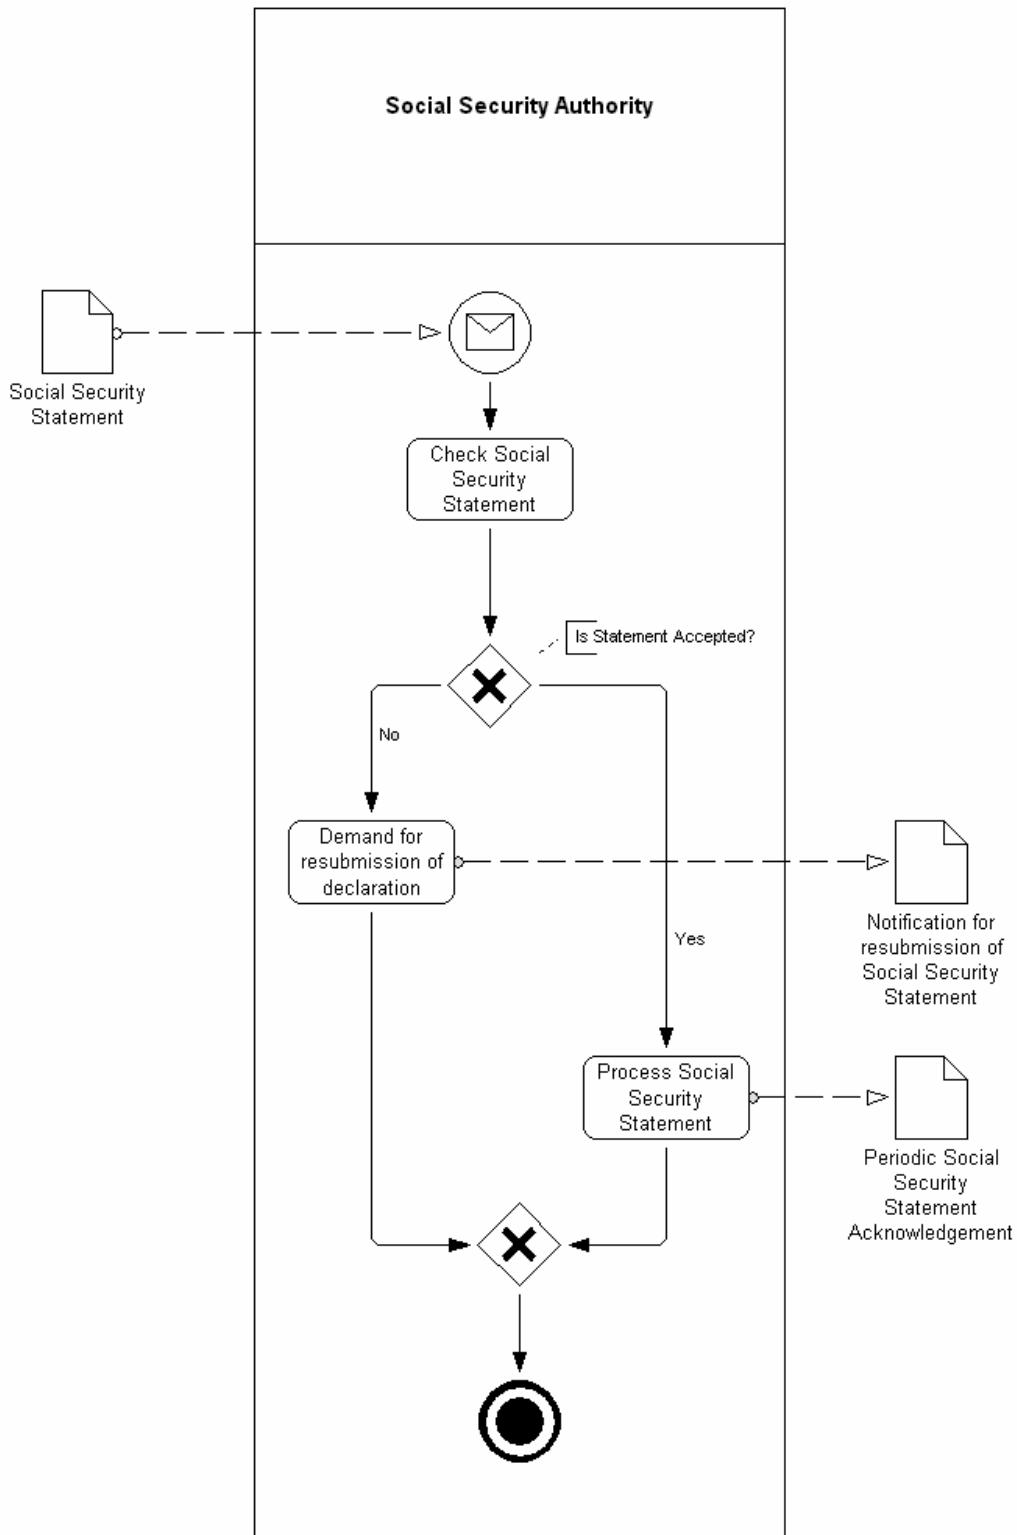 Social Security Authority
Social Security
Statement
Check Social
Security
Statement
Is Statement Accepted?
No
Demand for
resubmission of
declaration
Yes
Notification for
resubmission of
Social Security
Statement
Process Social
Security
Statement
Periodic Social
Security
Statement
Acknowledgement